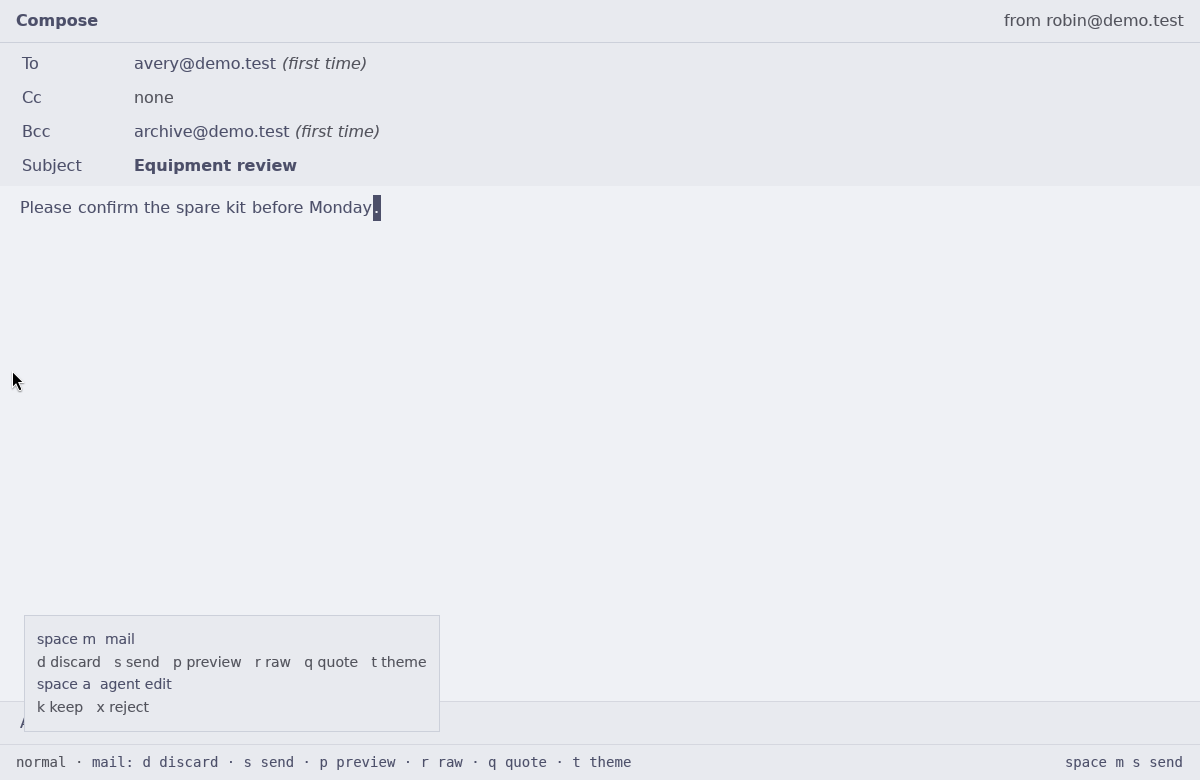 Compose
from robin@demo.test
To avery@demo.test (first time)
Cc none
Bcc archive@demo.test (first time)
Subject Equipment review
Please confirm the spare kit before Monday.
space m mail
d discard s send p preview r raw q quote t theme
space a agent edit
k keep x reject
normal · mail: d discard · s send · p preview · r raw · q quote · t theme
space m s send